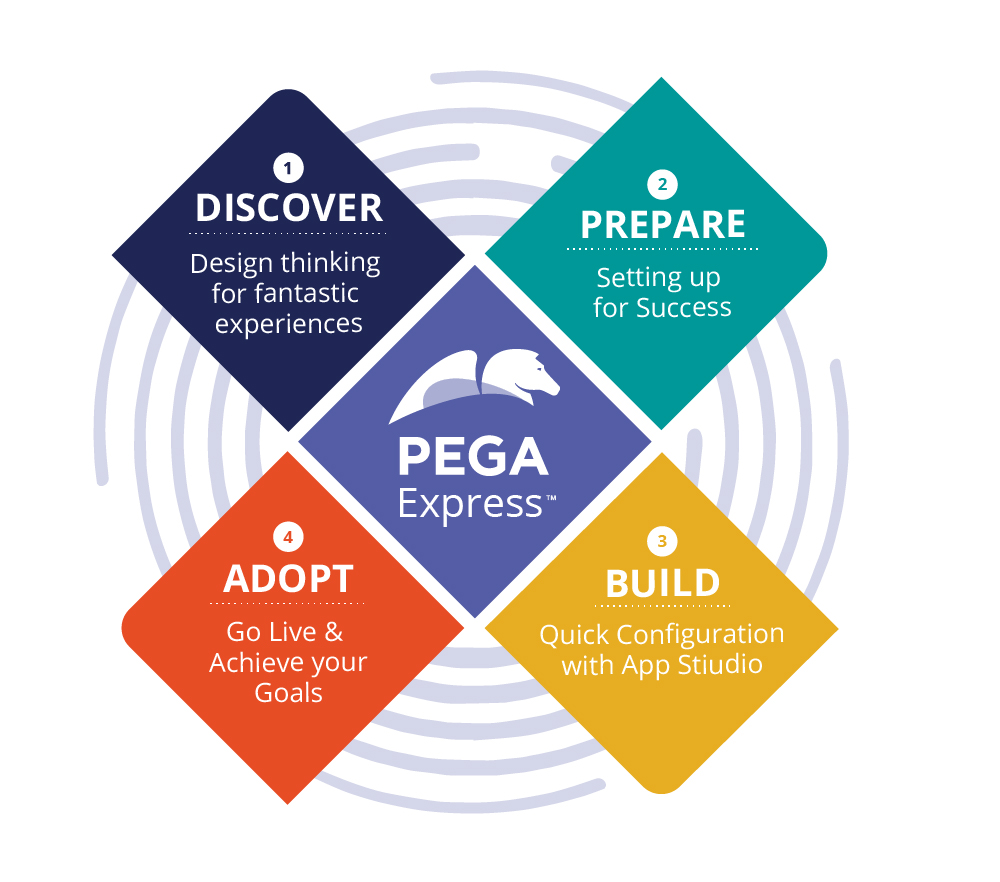 1
DISCOVER
Design thinking
for fantastic
experiences
2
PREPARE
Setting up
for Success
PEGA
Express™
3
BUILD
Quick Configuration
with App Stiudio
4
ADOPT
Go Live &
Achieve your
Goals